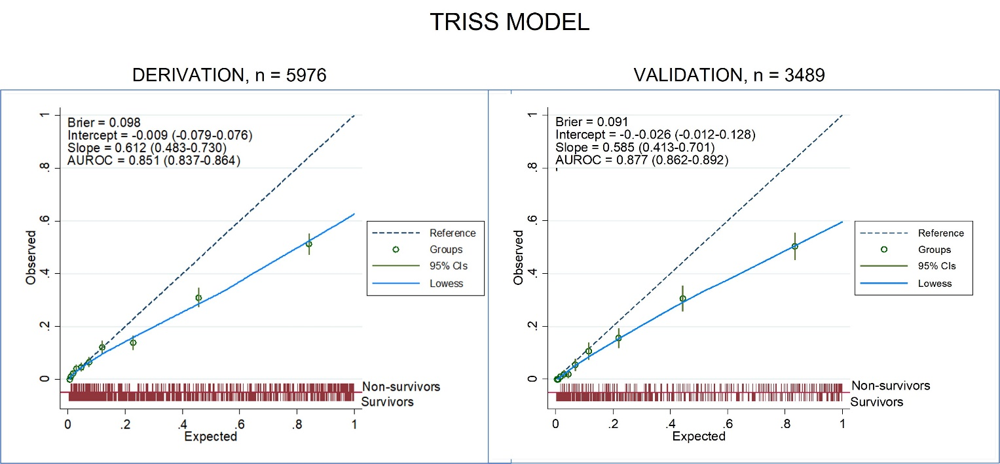 TRISS MODEL
DERIVATION, n = 5976
Brier = 0.098
Intercept = -0.009 (-0.079-0.076)
Slope = 0.612 (0.483-0.730)
AUROC = 0.851 (0.837-0.864)
1
.8
.6
.4
.2
0
Observed
Reference
Groups
95% CIs
Lowess
Non-survivors
Survivors
0 .2 .4 .6 .8 1
Expected
VALIDATION, n = 3489
Brier = 0.091
Intercept = -0.-0.026 (-0.012-0.128)
Slope = 0.585 (0.413-0.701)
AUROC = 0.877 (0.862-0.892)
1
.8
.6
.4
.2
0
Observed
Reference
Groups
95% CIs
Lowess
Non-survivors
Survivors
0 .2 .4 .6 .8 1
Expected